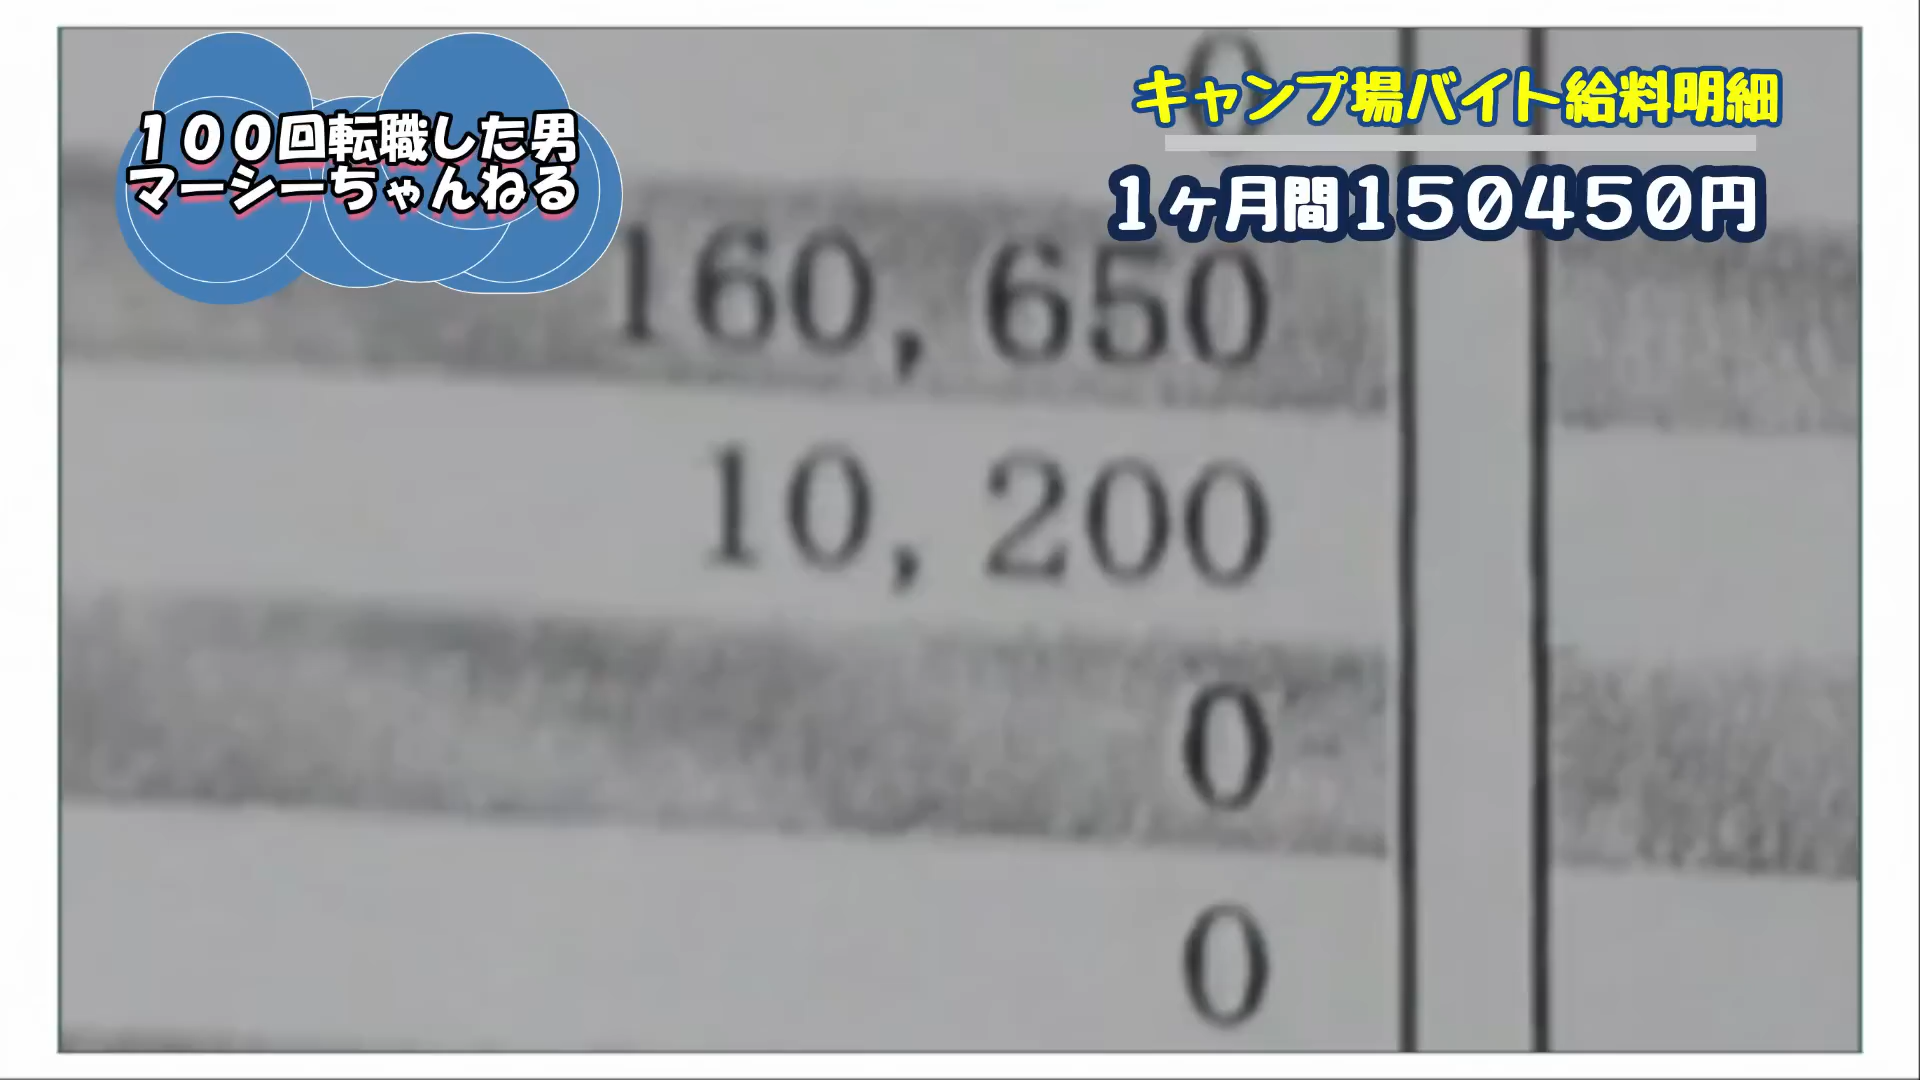 １００回転職した男
マーシーちゃんねる
キャンプ場バイト給料明細
１ヶ月間１５０４５０円
0
160, 650
10, 200
0
0